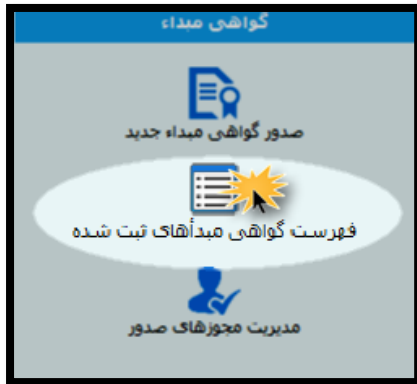 گواهی مبداء
صدور گواهی مبداء جدید
فهرست گواهی مبدأهای ثبت شده
مدیریت مجوزهای صدور